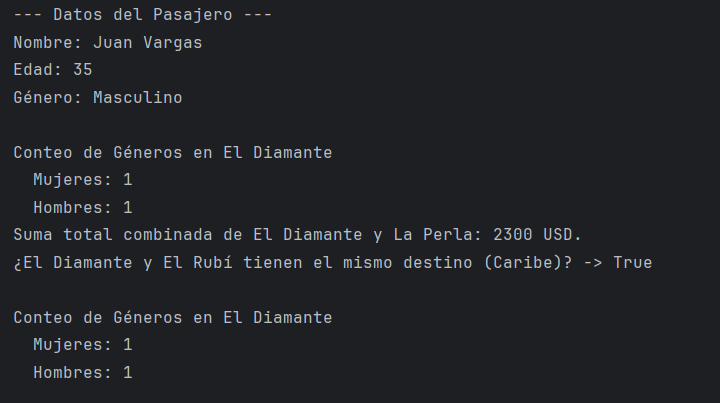 --- Datos del Pasajero ---
Nombre: Juan Vargas
Edad: 35
Género: Masculino

Conteo de Géneros en El Diamante
  Mujeres: 1
  Hombres: 1
Suma total combinada de El Diamante y La Perla: 2300 USD.
¿El Diamante y El Rubí tienen el mismo destino (Caribe)? -> True

Conteo de Géneros en El Diamante
  Mujeres: 1
  Hombres: 1